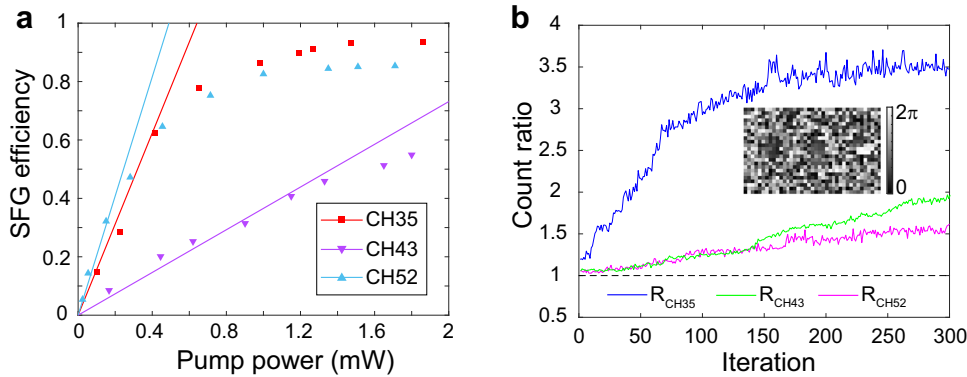 a
SFG efficiency
1
0.8
0.6
0.4
0.2
0
0 0.4 0.8 1.2 1.6 2
Pump power (mW)
CH35
CH43
CH52
b
Count ratio
4
3.5
3
2.5
2
1.5
1
0.5
0 50 100 150 200 250 300
Iteration
2π
0
R_CH35 R_CH43 R_CH52